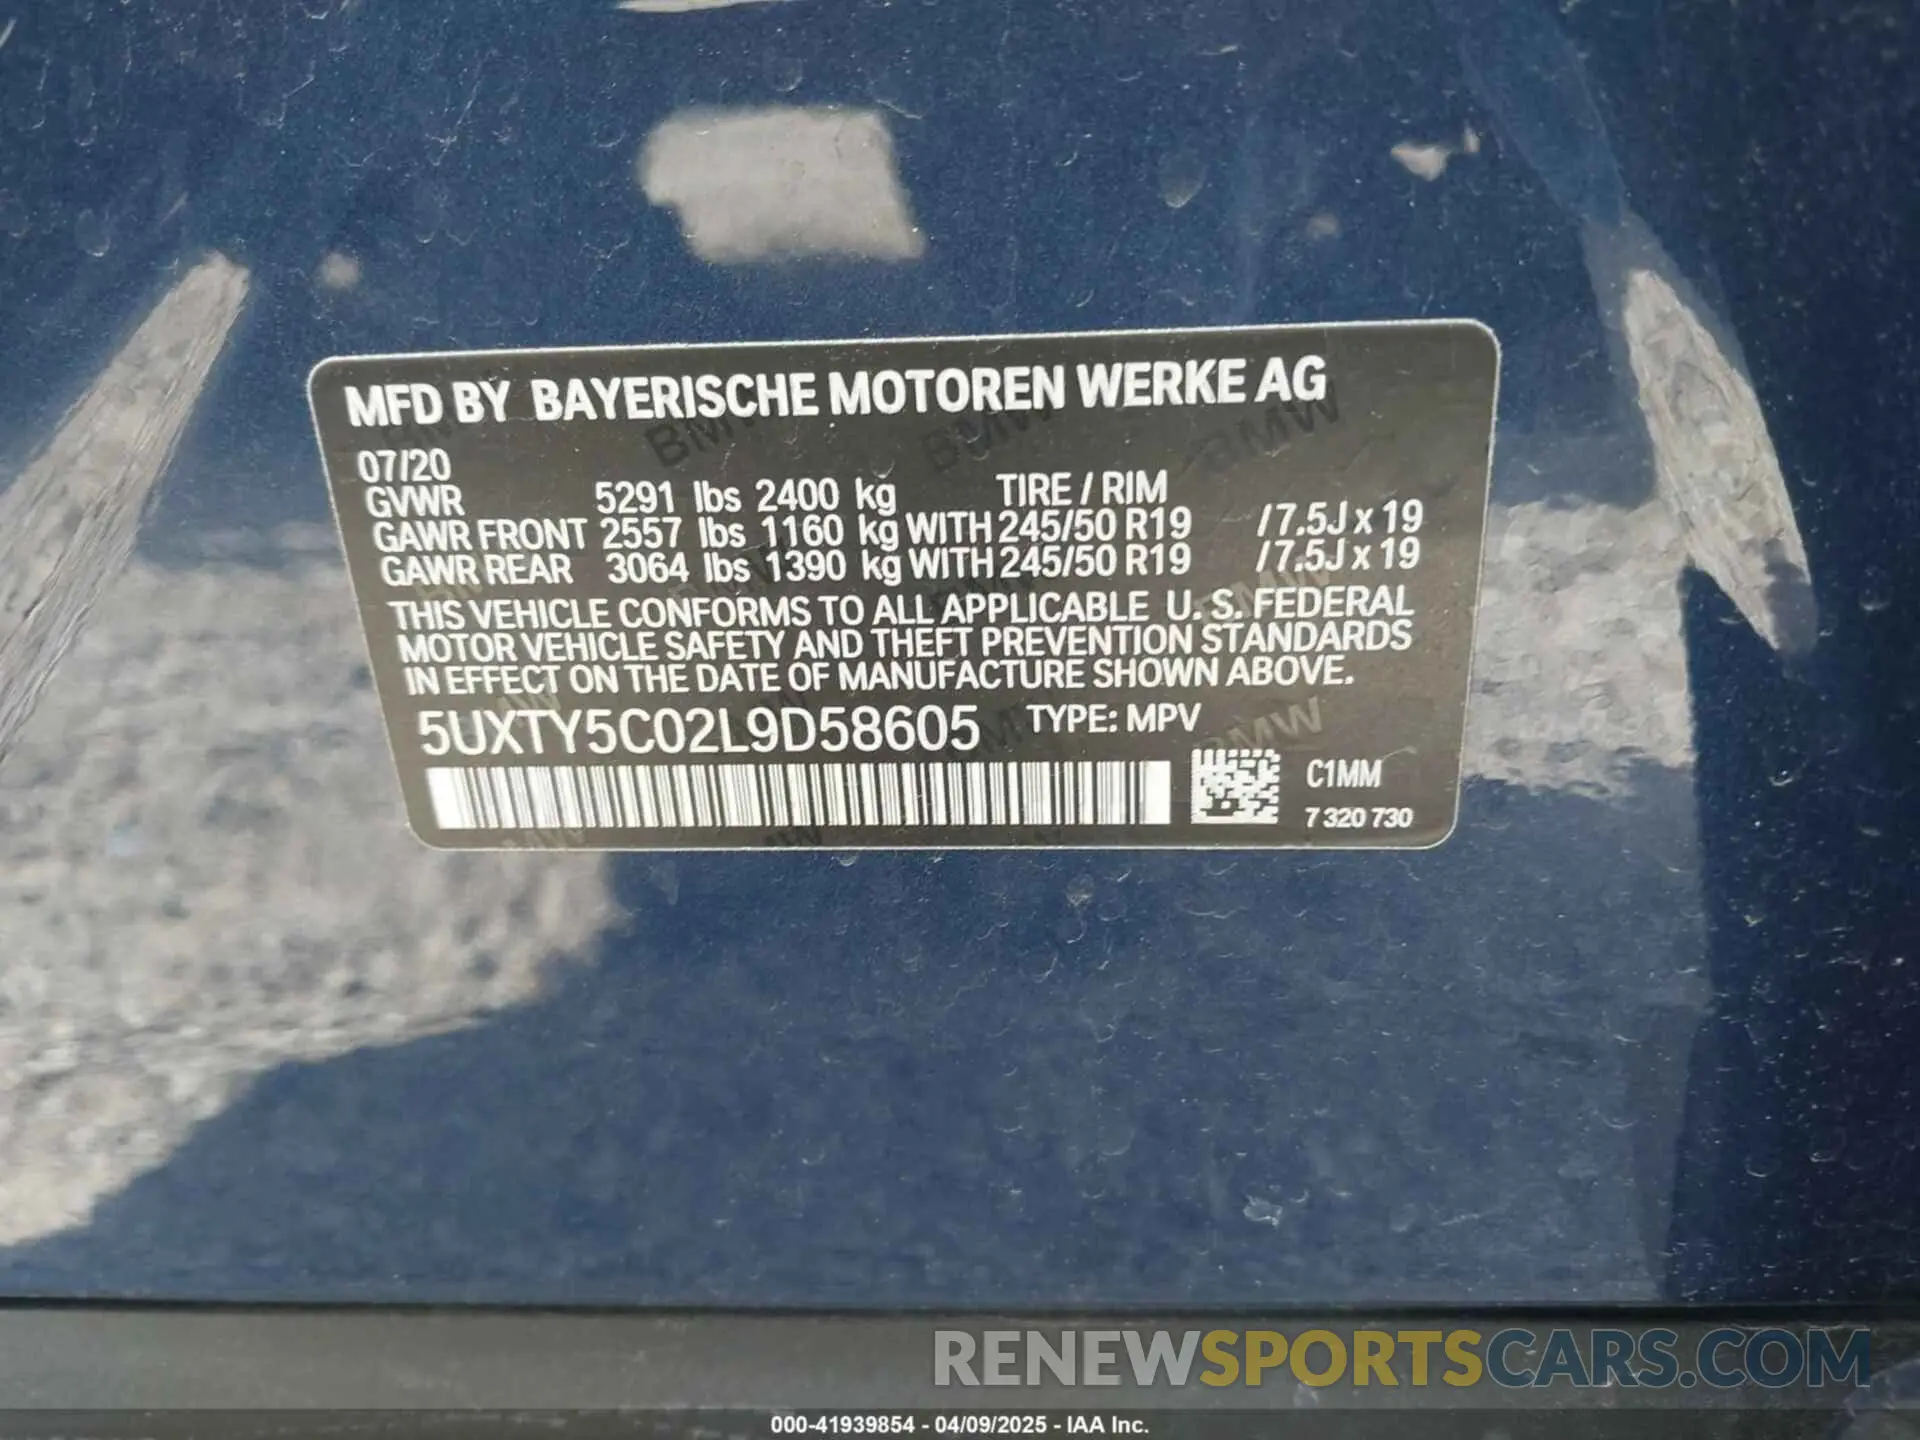 MFD BY BAYERISCHE MOTOREN WERKE AG
07/20
GVWR 5291 lbs 2400 kg TIRE / RIM
GAWR FRONT 2557 lbs 1160 kg WITH 245/50 R19 /7.5J x 19
GAWR REAR 3064 lbs 1390 kg WITH 245/50 R19 /7.5J x 19
THIS VEHICLE CONFORMS TO ALL APPLICABLE U. S. FEDERAL
MOTOR VEHICLE SAFETY AND THEFT PREVENTION STANDARDS
IN EFFECT ON THE DATE OF MANUFACTURE SHOWN ABOVE.
5UXTY5C02L9D58605 TYPE: MPV
C1MM
7 320 730
RENEWSPORTSCARS.COM
000-41939854 - 04/09/2025 - IAA Inc.